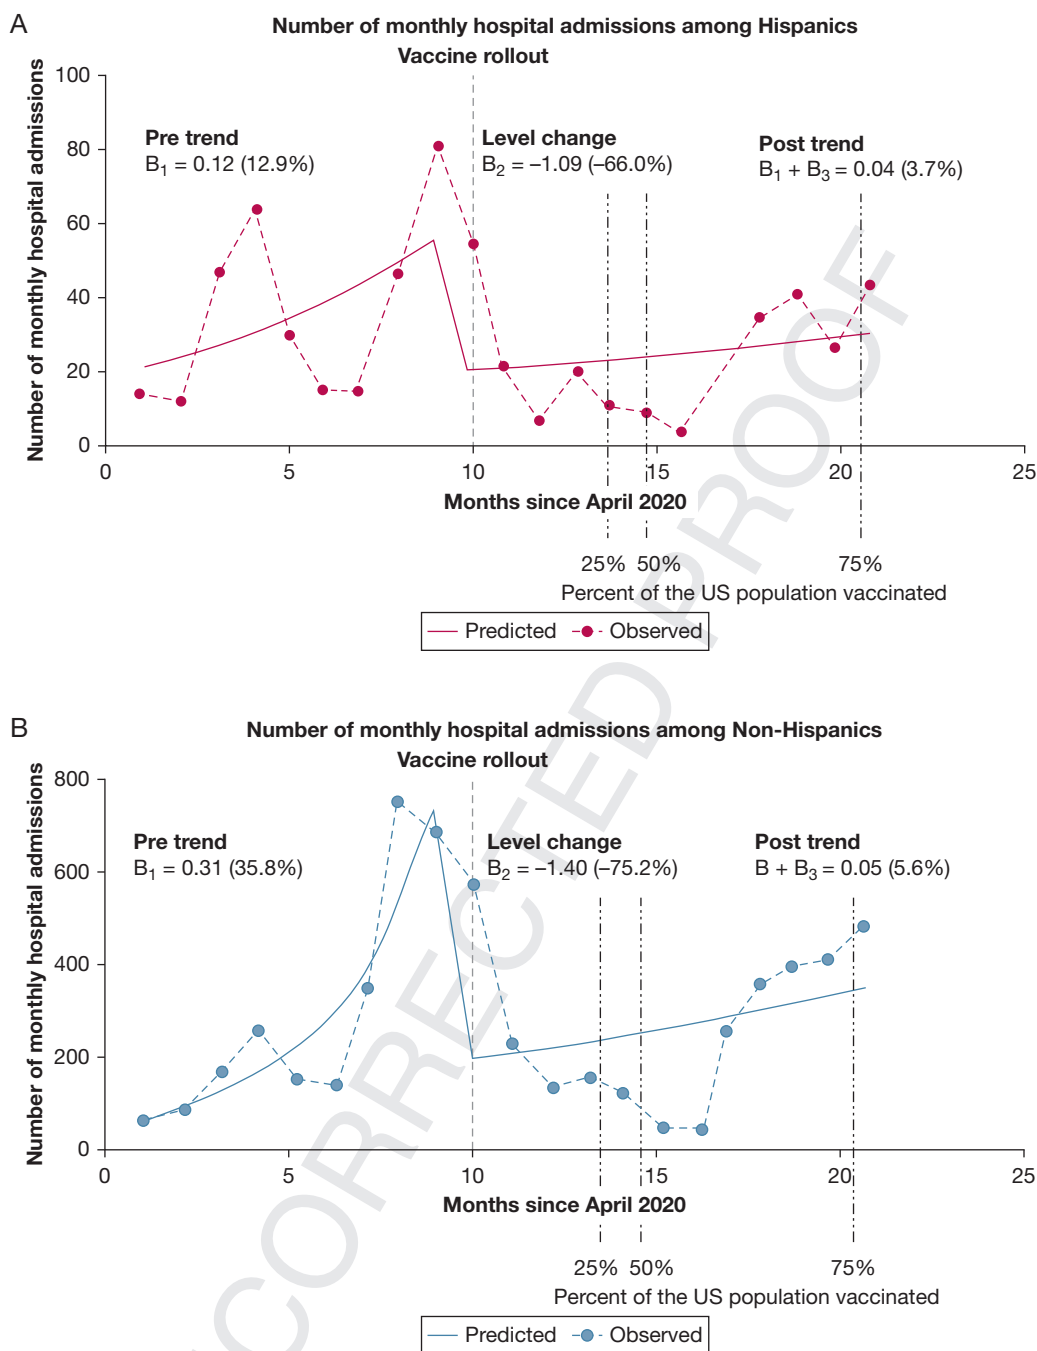 A
Number of monthly hospital admissions among Hispanics
Vaccine rollout
Number of monthly hospital admissions
100
80
60
40
20
0
Pre trend
B₁ = 0.12 (12.9%)
Level change
B₂ = –1.09 (–66.0%)
Post trend
B₁ + B₃ = 0.04 (3.7%)
0 5 10 15 20 25
Months since April 2020
25% 50% 75%
Percent of the US population vaccinated
Predicted Observed
B
Number of monthly hospital admissions among Non-Hispanics
Vaccine rollout
Number of monthly hospital admissions
800
600
400
200
0
Pre trend
B₁ = 0.31 (35.8%)
Level change
B₂ = –1.40 (–75.2%)
Post trend
B + B₃ = 0.05 (5.6%)
0 5 10 15 20 25
Months since April 2020
25% 50% 75%
Percent of the US population vaccinated
Predicted Observed
CORRECTED PROOF